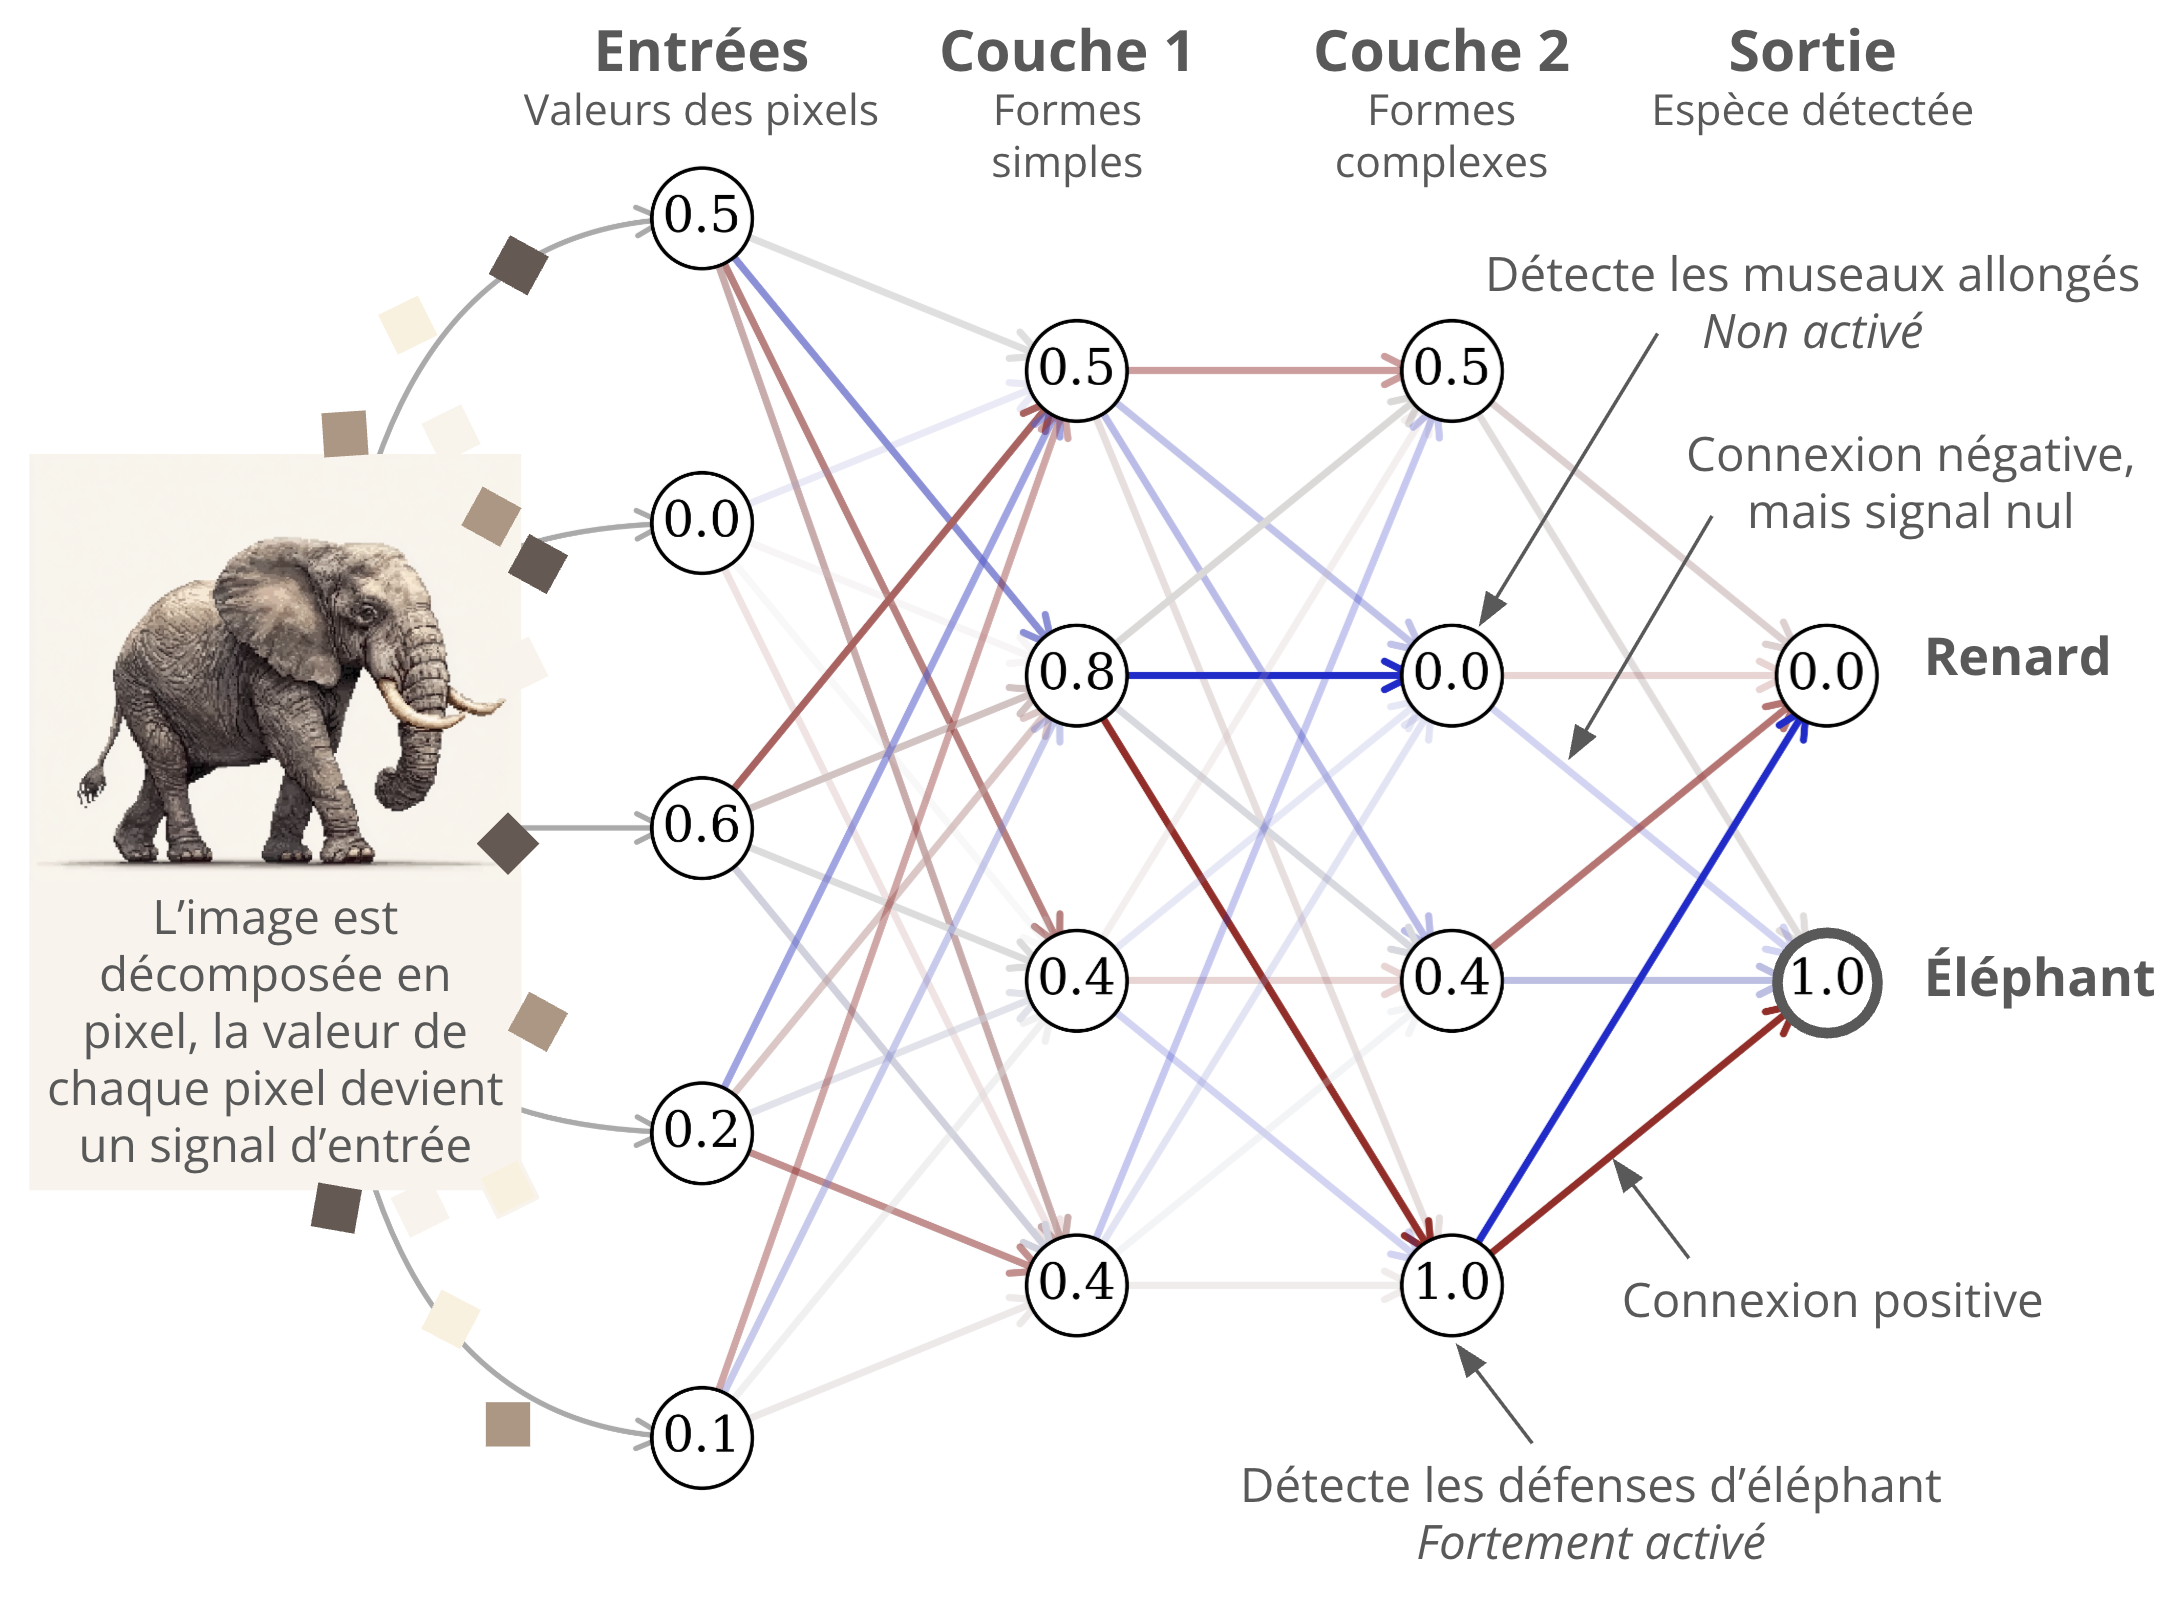 Entrées
Valeurs des pixels
Couche 1
Formes
simples
Couche 2
Formes
complexes
Sortie
Espèce détectée
L’image est
décomposée en
pixel, la valeur de
chaque pixel devient
un signal d’entrée
0.5
0.0
0.6
0.2
0.1
0.5
0.8
0.4
0.4
0.5
0.0
0.4
1.0
0.0
1.0
Renard
Éléphant
Détecte les museaux allongés
Non activé
Connexion négative,
mais signal nul
Connexion positive
Détecte les défenses d’éléphant
Fortement activé